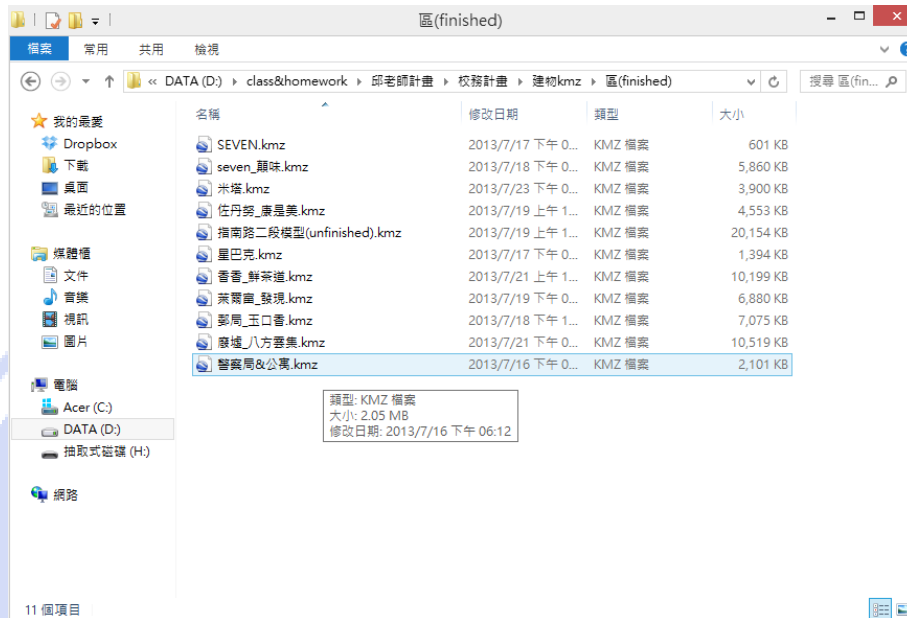 區(finished)
檔案 常用 共用 檢視
« DATA (D:) ▸ class&homework ▸ 邱老師計畫 ▸ 校務計畫 ▸ 建物kmz ▸ 區(finished) 搜尋 區(fin...
名稱 修改日期 類型 大小
我的最愛
Dropbox
下載
桌面
最近的位置
媒體櫃
文件
音樂
視訊
圖片
電腦
Acer (C:)
DATA (D:)
抽取式磁碟 (H:)
網路
SEVEN.kmz 2013/7/17 下午 0... KMZ 檔案 601 KB
seven_顛味.kmz 2013/7/18 下午 0... KMZ 檔案 5,860 KB
米塔.kmz 2013/7/23 下午 0... KMZ 檔案 3,900 KB
佐丹努_康是美.kmz 2013/7/19 上午 1... KMZ 檔案 4,553 KB
指南路二段模型(unfinished).kmz 2013/7/19 上午 1... KMZ 檔案 20,154 KB
星巴克.kmz 2013/7/17 下午 0... KMZ 檔案 1,394 KB
香香_鮮茶道.kmz 2013/7/21 上午 1... KMZ 檔案 10,199 KB
茉爾窩_發現.kmz 2013/7/19 下午 0... KMZ 檔案 6,880 KB
郵局_玉口香.kmz 2013/7/18 下午 1... KMZ 檔案 7,075 KB
廢墟_八方雲集.kmz 2013/7/21 下午 0... KMZ 檔案 10,519 KB
警察局&公寓.kmz 2013/7/16 下午 0... KMZ 檔案 2,101 KB
類型: KMZ 檔案
大小: 2.05 MB
修改日期: 2013/7/16 下午 06:12
11 個項目